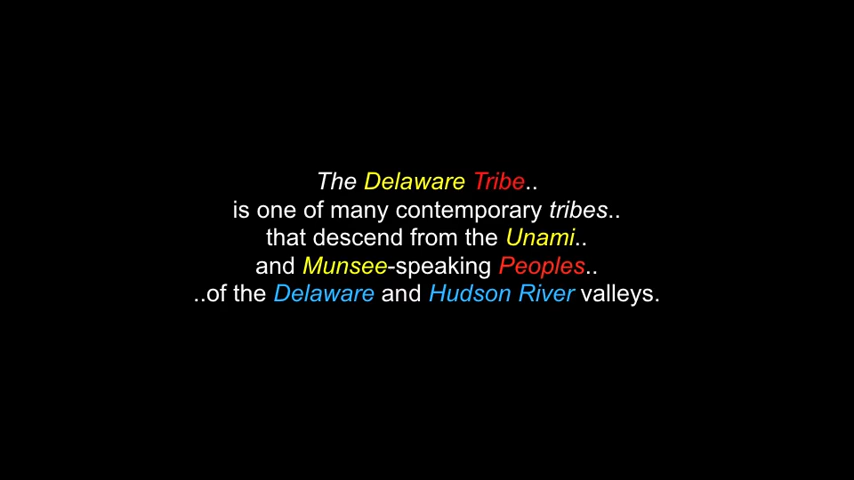 The Delaware Tribe..
is one of many contemporary tribes..
that descend from the Unami..
and Munsee-speaking Peoples..
..of the Delaware and Hudson River valleys.